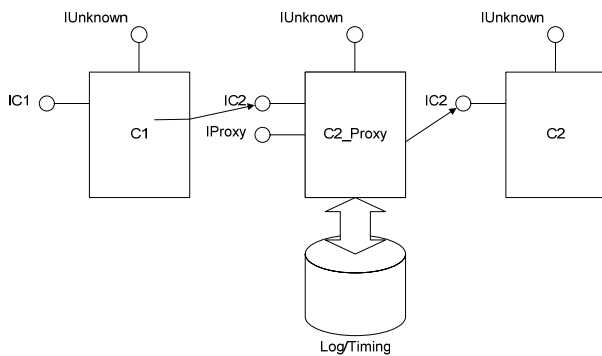 IUnknown
IUnknown
IUnknown
IC1
C1
IC2
IProxy
C2_Proxy
IC2
C2
Log/Timing